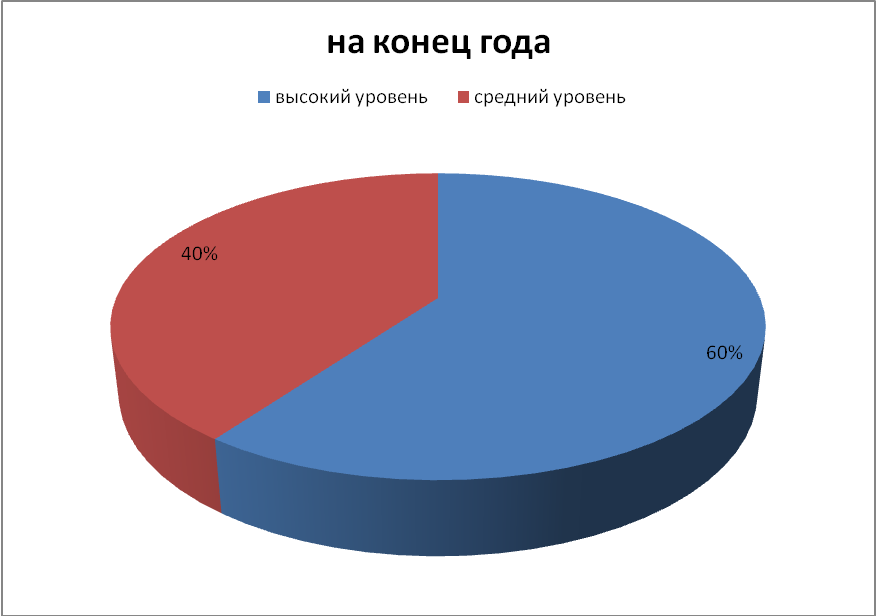 на конец года
высокий уровень средний уровень
40%
60%